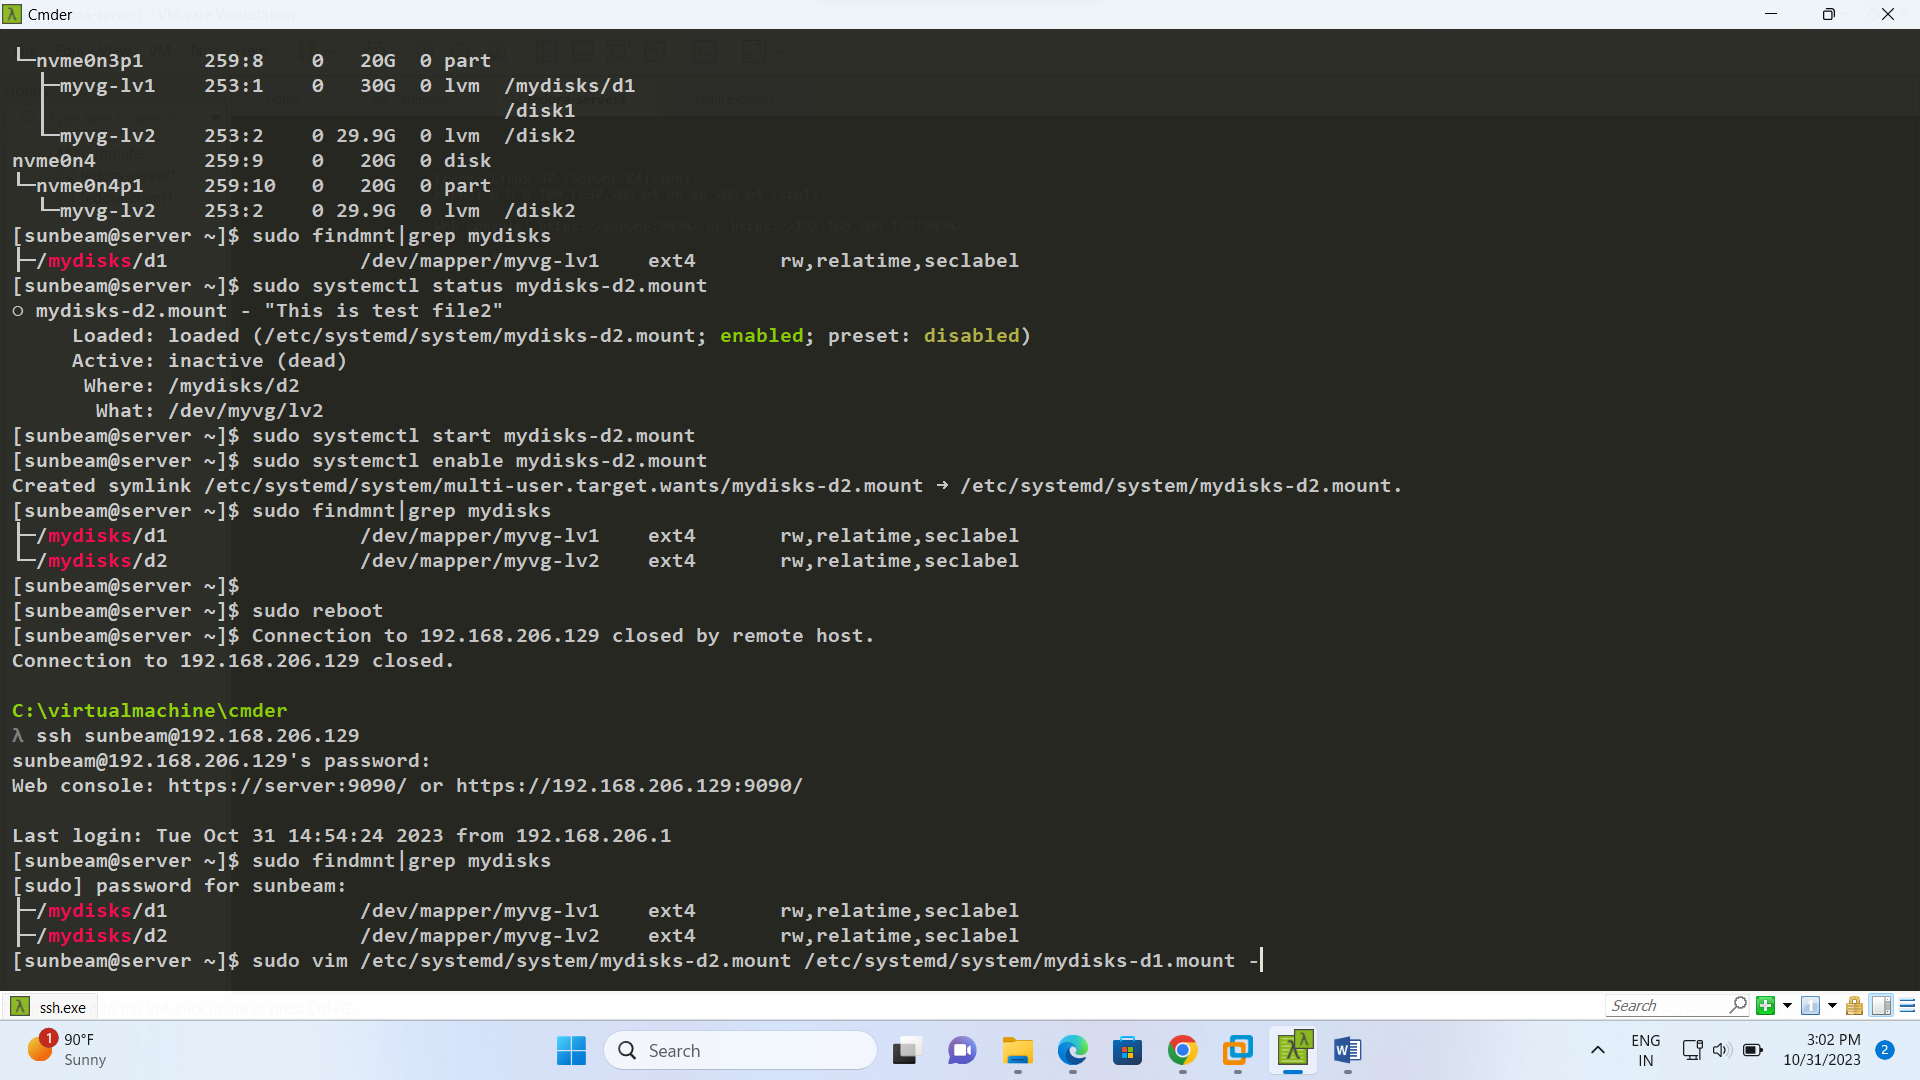 Cmder
└─nvme0n3p1     259:8    0   20G  0 part
  ├─myvg-lv1    253:1    0   30G  0 lvm  /mydisks/d1
  │                                      /disk1
  └─myvg-lv2    253:2    0 29.9G  0 lvm  /disk2
nvme0n4         259:9    0   20G  0 disk
└─nvme0n4p1     259:10   0   20G  0 part
  └─myvg-lv2    253:2    0 29.9G  0 lvm  /disk2
[sunbeam@server ~]$ sudo findmnt|grep mydisks
├─/mydisks/d1                /dev/mapper/myvg-lv1    ext4       rw,relatime,seclabel
[sunbeam@server ~]$ sudo systemctl status mydisks-d2.mount
○ mydisks-d2.mount - "This is test file2"
     Loaded: loaded (/etc/systemd/system/mydisks-d2.mount; enabled; preset: disabled)
     Active: inactive (dead)
      Where: /mydisks/d2
       What: /dev/myvg/lv2
[sunbeam@server ~]$ sudo systemctl start mydisks-d2.mount
[sunbeam@server ~]$ sudo systemctl enable mydisks-d2.mount
Created symlink /etc/systemd/system/multi-user.target.wants/mydisks-d2.mount → /etc/systemd/system/mydisks-d2.mount.
[sunbeam@server ~]$ sudo findmnt|grep mydisks
├─/mydisks/d1                /dev/mapper/myvg-lv1    ext4       rw,relatime,seclabel
└─/mydisks/d2                /dev/mapper/myvg-lv2    ext4       rw,relatime,seclabel
[sunbeam@server ~]$
[sunbeam@server ~]$ sudo reboot
[sunbeam@server ~]$ Connection to 192.168.206.129 closed by remote host.
Connection to 192.168.206.129 closed.
C:\virtualmachine\cmder
λ ssh sunbeam@192.168.206.129
sunbeam@192.168.206.129's password:
Web console: https://server:9090/ or https://192.168.206.129:9090/
Last login: Tue Oct 31 14:54:24 2023 from 192.168.206.1
[sunbeam@server ~]$ sudo findmnt|grep mydisks
[sudo] password for sunbeam:
├─/mydisks/d1                /dev/mapper/myvg-lv1    ext4       rw,relatime,seclabel
├─/mydisks/d2                /dev/mapper/myvg-lv2    ext4       rw,relatime,seclabel
[sunbeam@server ~]$ sudo vim /etc/systemd/system/mydisks-d2.mount /etc/systemd/system/mydisks-d1.mount -
ssh.exe
Search
1
90°F
Sunny
Search
ENG
IN
3:02 PM
10/31/2023
2